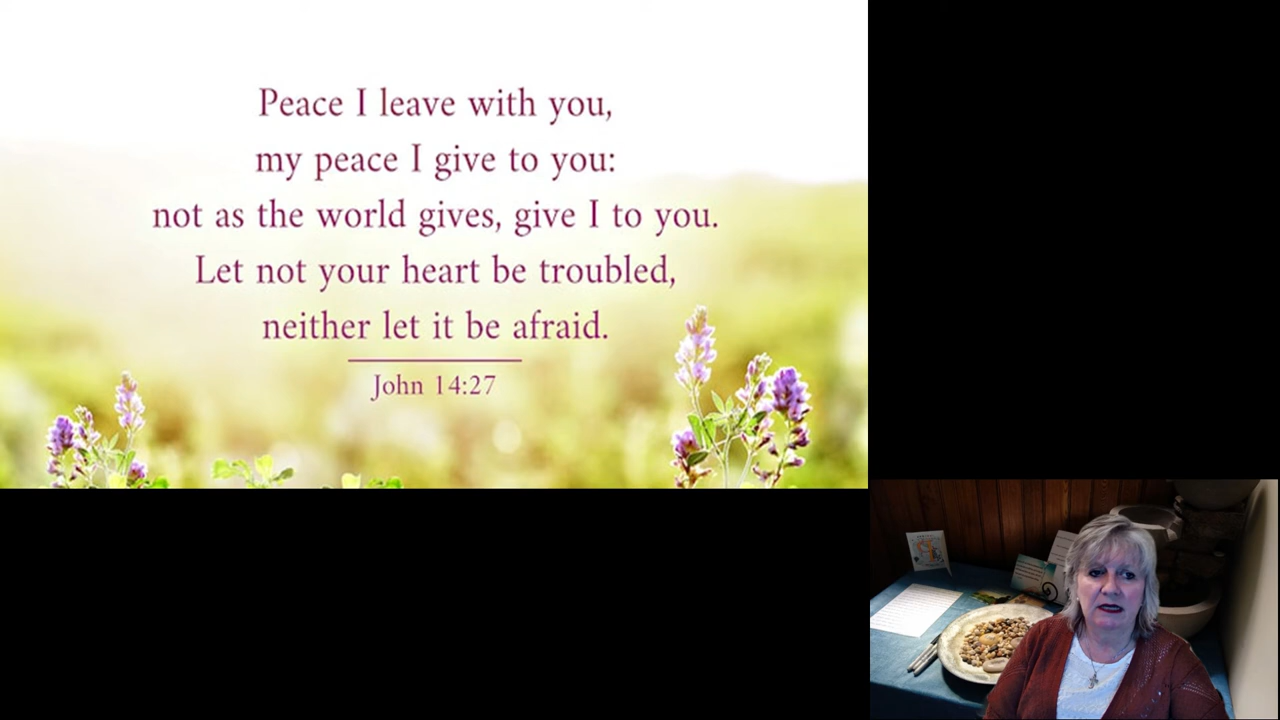 Peace I leave with you,
my peace I give to you:
not as the world gives, give I to you.
Let not your heart be troubled,
neither let it be afraid.
John 14:27